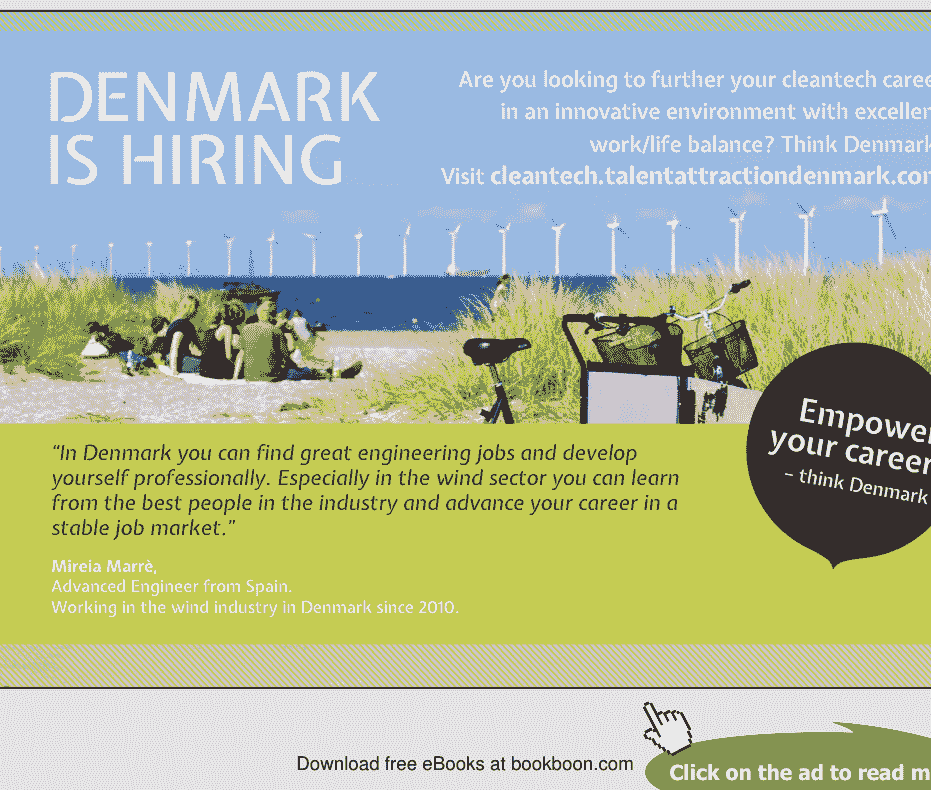 DENMARK
IS HIRING
Are you looking to further your cleantech caree
in an innovative environment with excellen
work/life balance? Think Denmark
Visit cleantech.talentattractiondenmark.com
"In Denmark you can find great engineering jobs and develop
yourself professionally. Especially in the wind sector you can learn
from the best people in the industry and advance your career in a
stable job market."
Mireia Marrè,
Advanced Engineer from Spain.
Working in the wind industry in Denmark since 2010.
Empower
your career
– think Denmark
Download free eBooks at bookboon.com
Click on the ad to read m